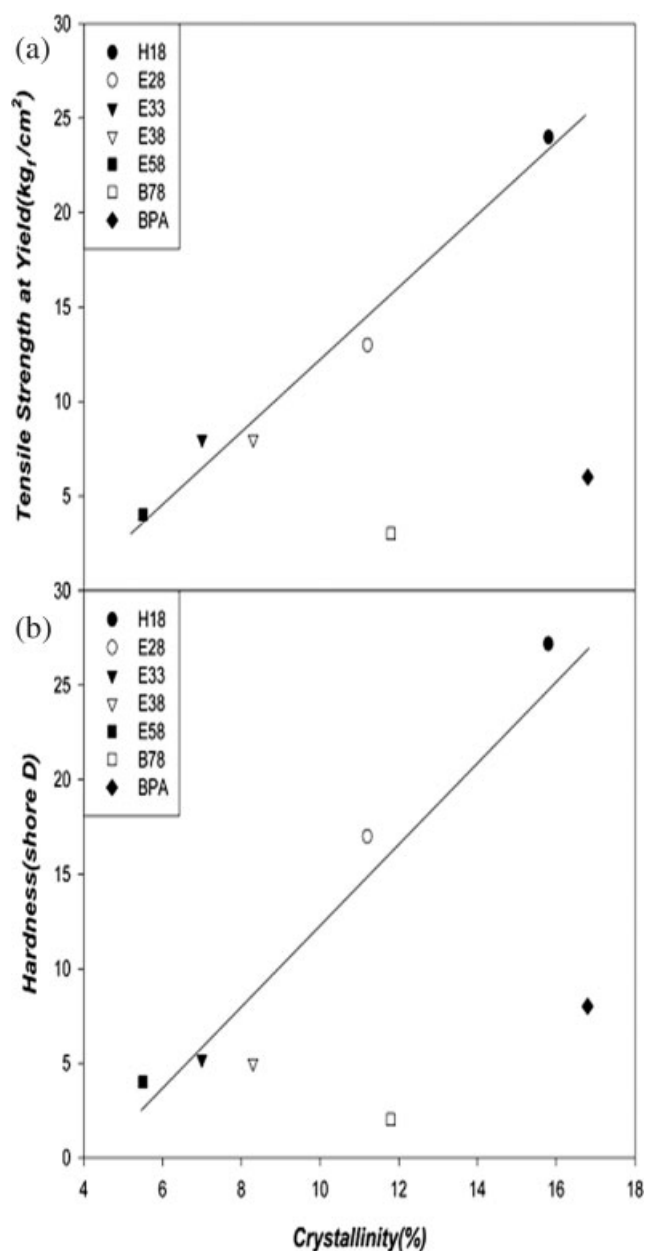 (a)
Tensile Strength at Yield(kgf/cm²)
30
25
20
15
10
5
H18
E28
E33
E38
E58
B78
BPA
(b)
Hardness(shore D)
30
25
20
15
10
5
0
H18
E28
E33
E38
E58
B78
BPA
4 6 8 10 12 14 16 18
Crystallinity(%)